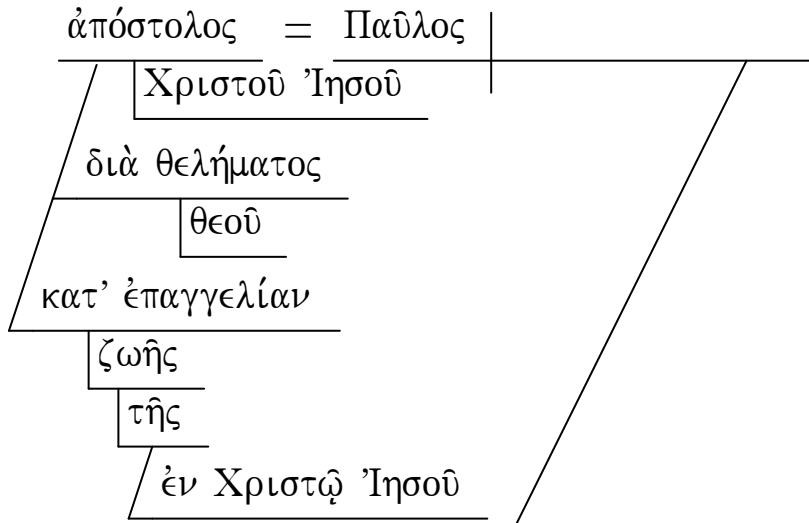 ἀπόστολος = Παῦλος
Χριστοῦ Ἰησοῦ
διὰ θελήματος
θεοῦ
κατ’ ἐπαγγελίαν
ζωῆς
τῆς
ἐν Χριστῷ Ἰησοῦ